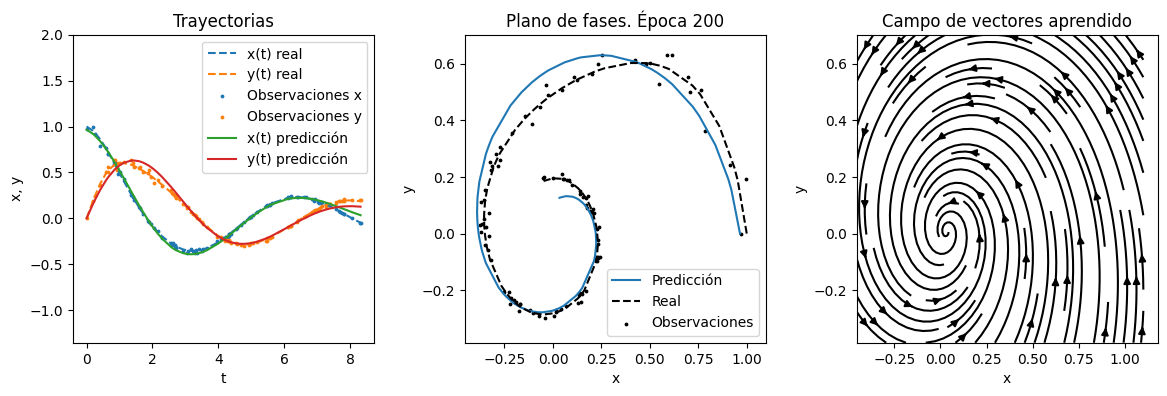 Trayectorias
x, y
2.0
1.5
1.0
0.5
0.0
−0.5
−1.0
0
2
4
6
8
t
x(t) real
y(t) real
Observaciones x
Observaciones y
x(t) predicción
y(t) predicción
Plano de fases. Época 200
y
0.6
0.4
0.2
0.0
−0.2
−0.25
0.00
0.25
0.50
0.75
1.00
x
Predicción
Real
Observaciones
Campo de vectores aprendido
y
0.6
0.4
0.2
0.0
−0.2
−0.25
0.00
0.25
0.50
0.75
1.00
x